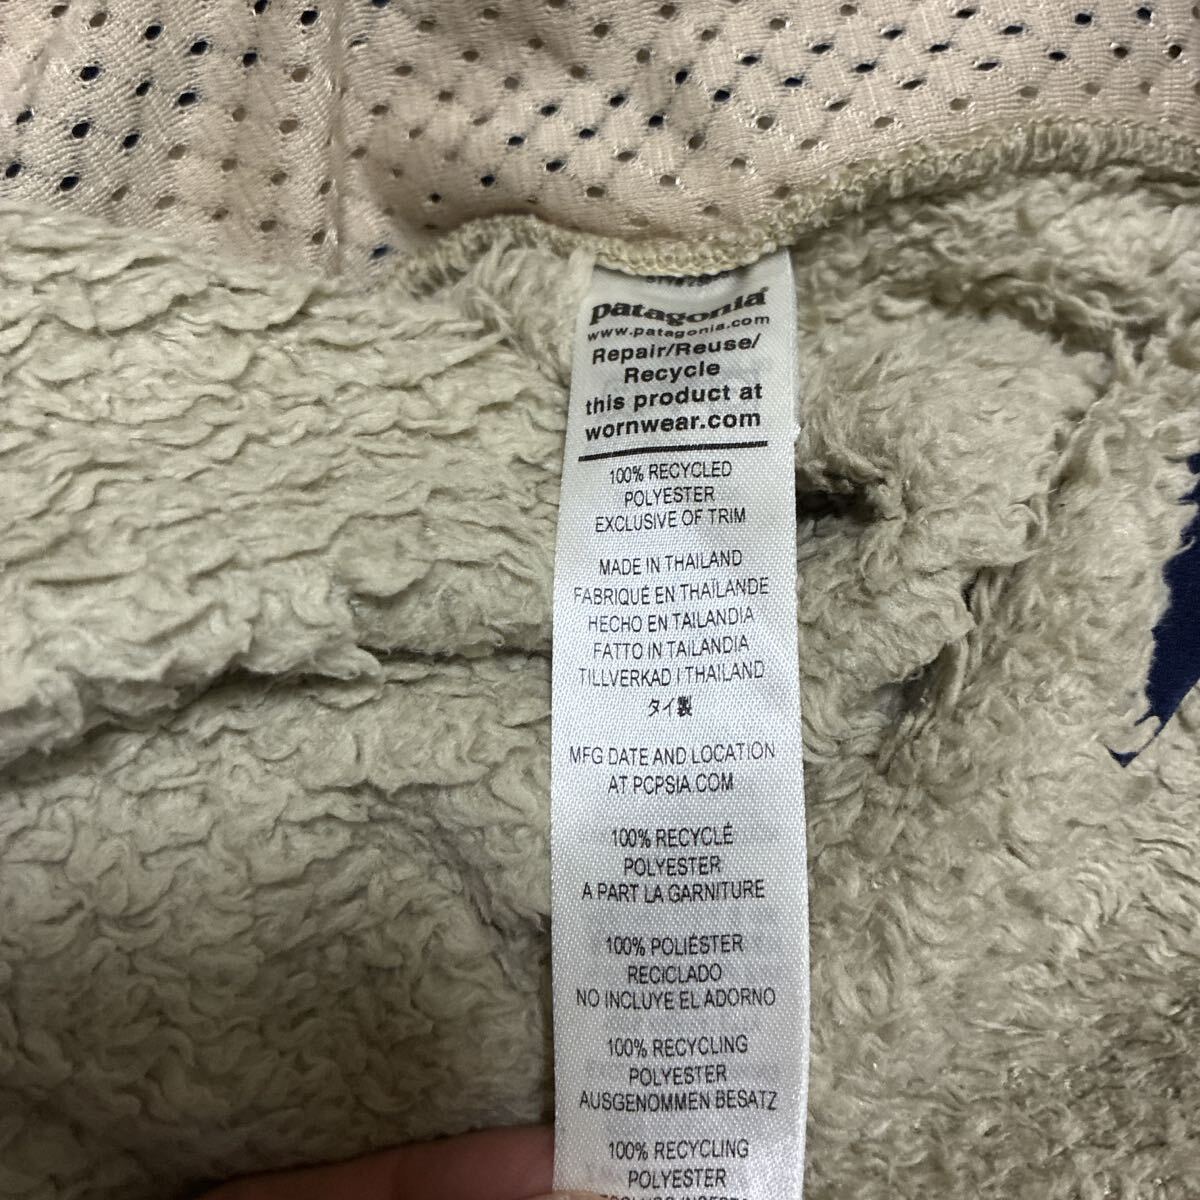 patagonia®
www.patagonia.com
Repair/Reuse/
Recycle
this product at
wornwear.com
100% RECYCLED
POLYESTER
EXCLUSIVE OF TRIM
MADE IN THAILAND
FABRIQUÉ EN THAÏLANDE
HECHO EN TAILANDIA
FATTO IN TAILANDIA
TILLVERKAD I THAILAND
タイ製
MFG DATE AND LOCATION
AT PCPSIA.COM
100% RECYCLÉ
POLYESTER
A PART LA GARNITURE
100% POLIÉSTER
RECICLADO
NO INCLUYE EL ADORNO
100% RECYCLING
POLYESTER
AUSGENOMMEN BESATZ
100% RECYCLING
POLYESTER